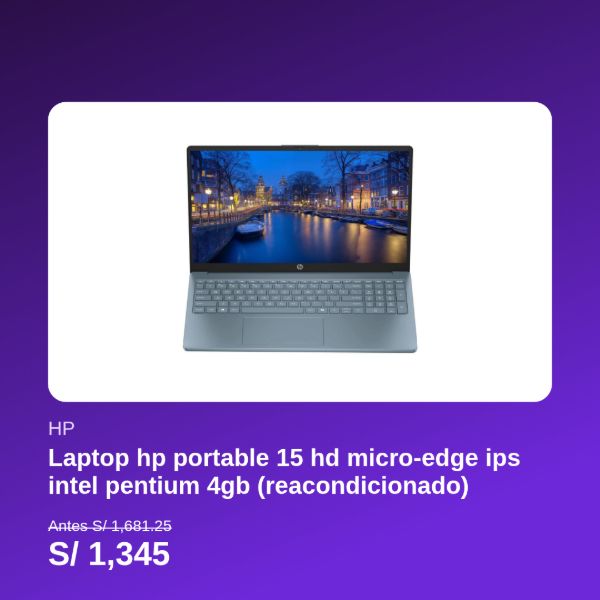 HP
Laptop hp portable 15 hd micro-edge ips
intel pentium 4gb (reacondicionado)
Antes S/ 1,681.25
S/ 1,345